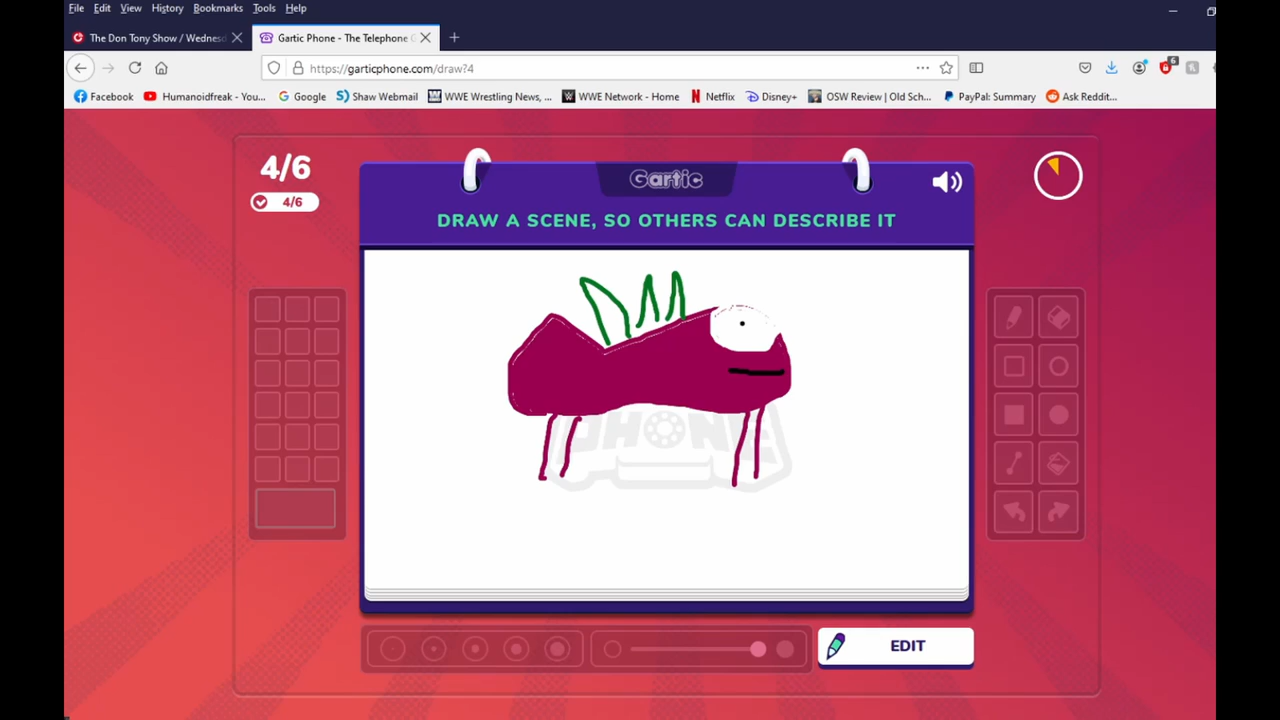 File Edit View History Bookmarks Tools Help
The Don Tony Show / Wednesd
Gartic Phone - The Telephone G
https://garticphone.com/draw?4
6
Facebook Humanoidfreak - You... Google Shaw Webmail WWE Wrestling News, ... WWE Network - Home Netflix Disney+ OSW Review | Old Sch... PayPal: Summary Ask Reddit...
4/6
4/6
Gartic
DRAW A SCENE, SO OTHERS CAN DESCRIBE IT
PHONE
EDIT